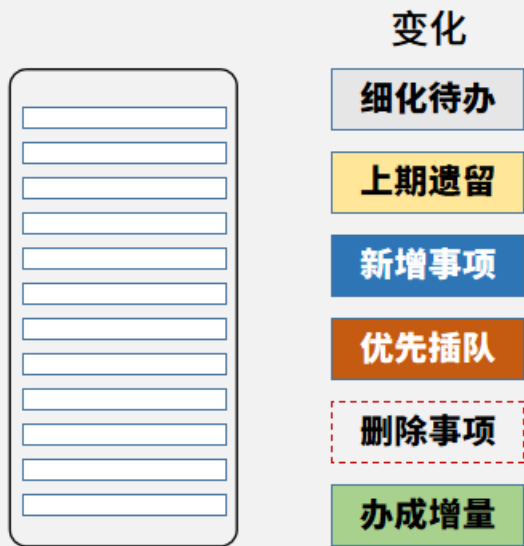 变化
细化待办
上期遗留
新增事项
优先插队
删除事项
办成增量